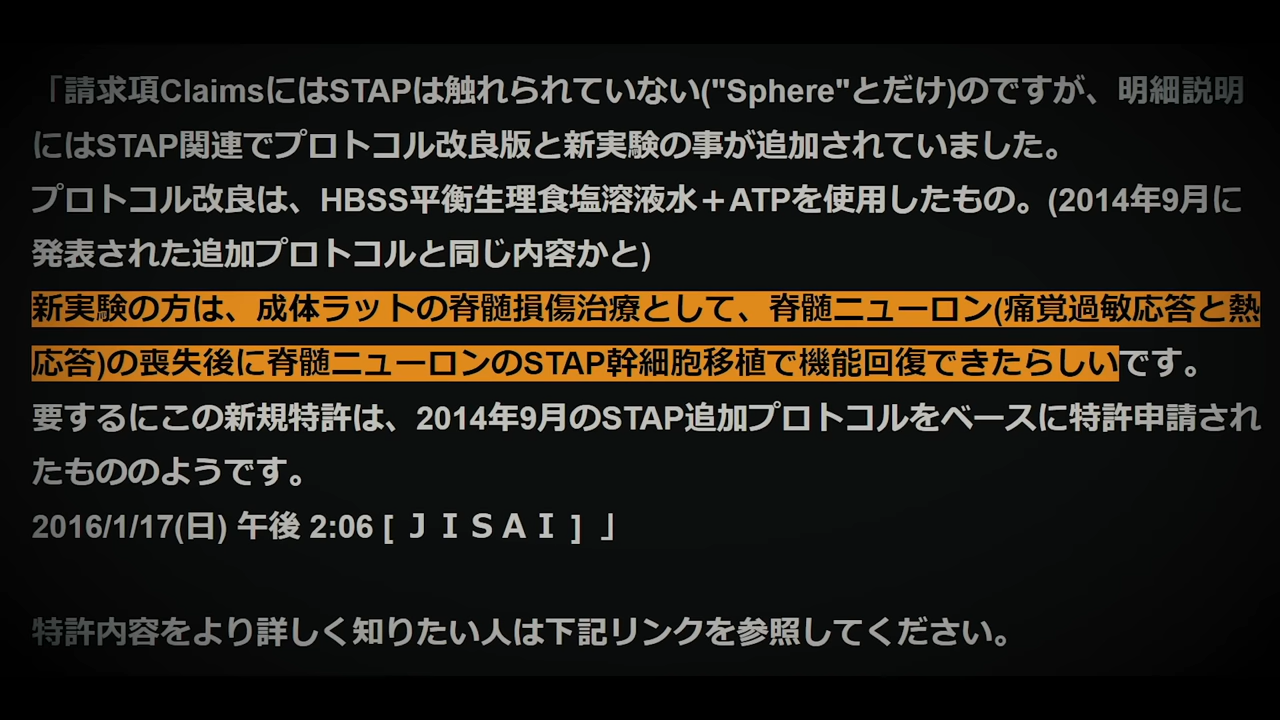 「請求項ClaimsにはSTAPは触れられていない("Sphere"とだけ)のですが、明細説明
にはSTAP関連でプロトコル改良版と新実験の事が追加されていました。
プロトコル改良は、HBSS平衡生理食塩溶液水＋ATPを使用したもの。(2014年9月に
発表された追加プロトコルと同じ内容かと)
新実験の方は、成体ラットの脊髄損傷治療として、脊髄ニューロン(痛覚過敏応答と熱
応答)の喪失後に脊髄ニューロンのSTAP幹細胞移植で機能回復できたらしいです。
要するにこの新規特許は、2014年9月のSTAP追加プロトコルをベースに特許申請され
たもののようです。
2016/1/17(日) 午後 2:06 [ ＪＩＳＡＩ ] 」
特許内容をより詳しく知りたい人は下記リンクを参照してください。